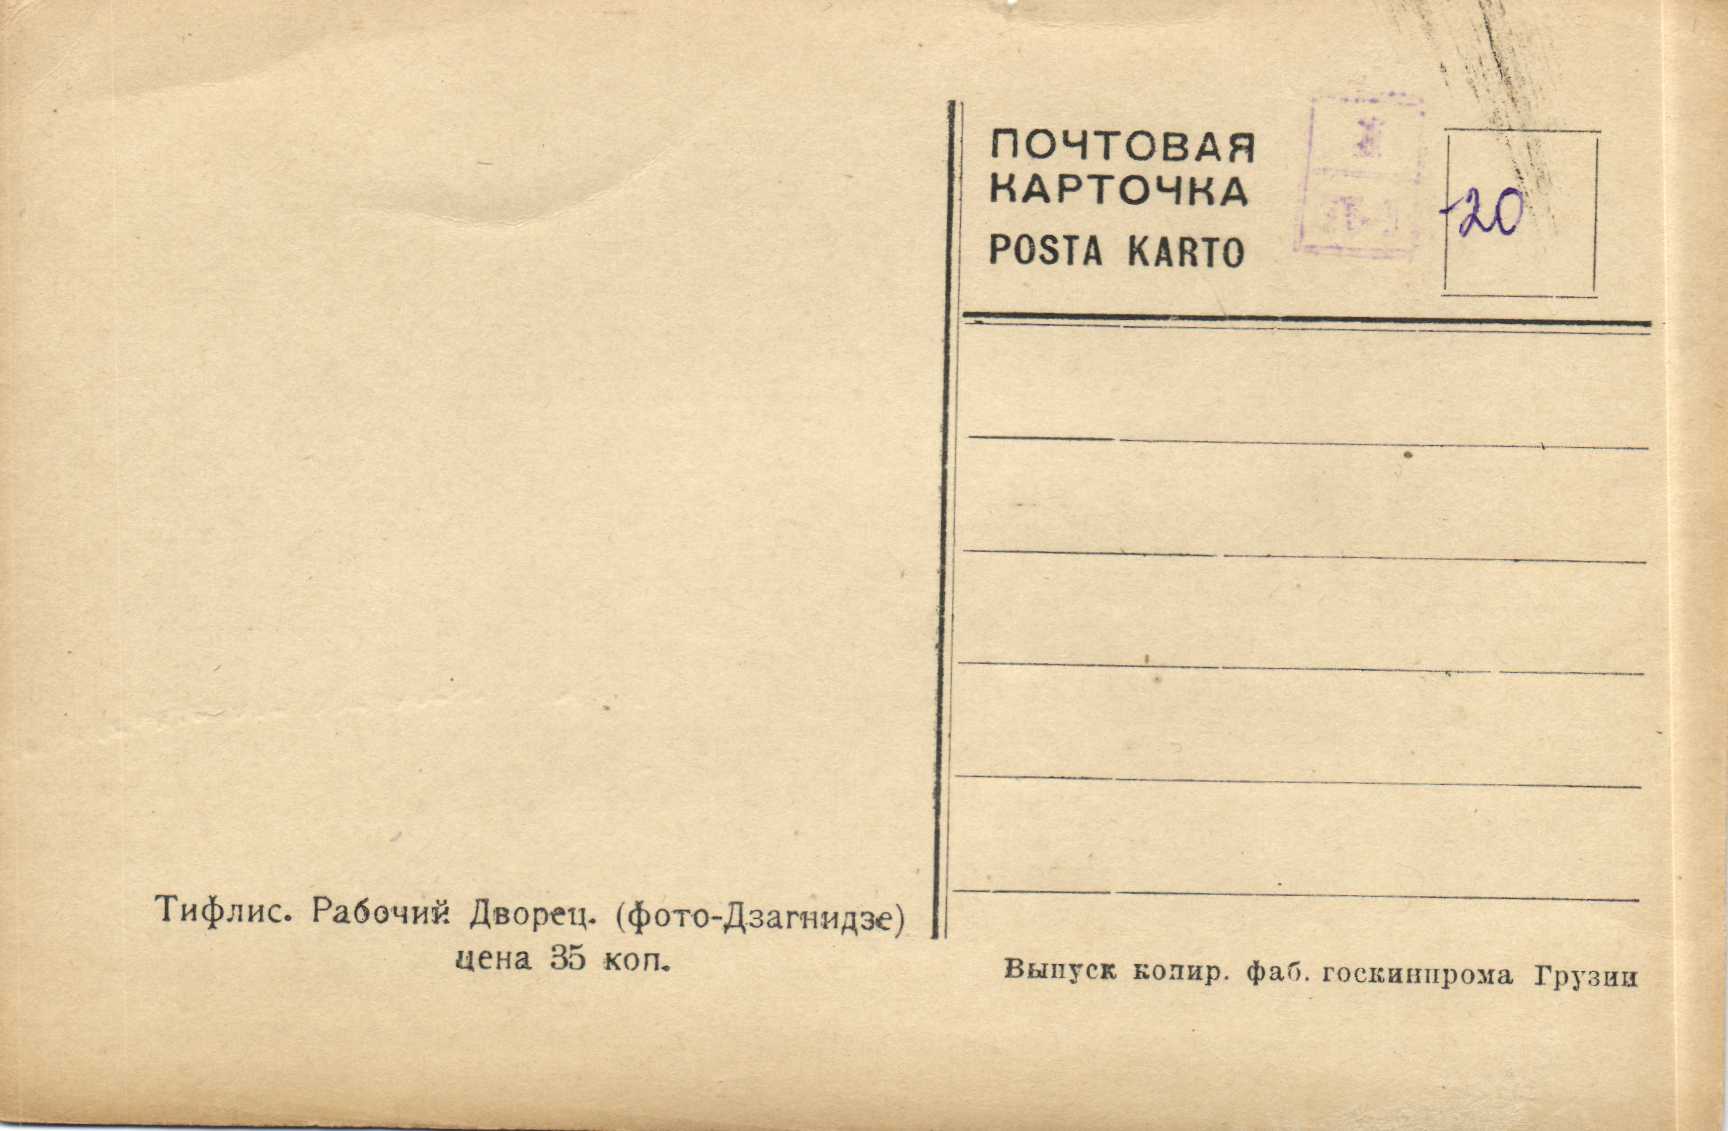 ПОЧТОВАЯ
КАРТОЧКА
POSTA KARTO
-20
Тифлис. Рабочий Дворец. (фото-Дзагнидзе)
цена 35 коп.
Выпуск копир. фаб. госкинпрома Грузии